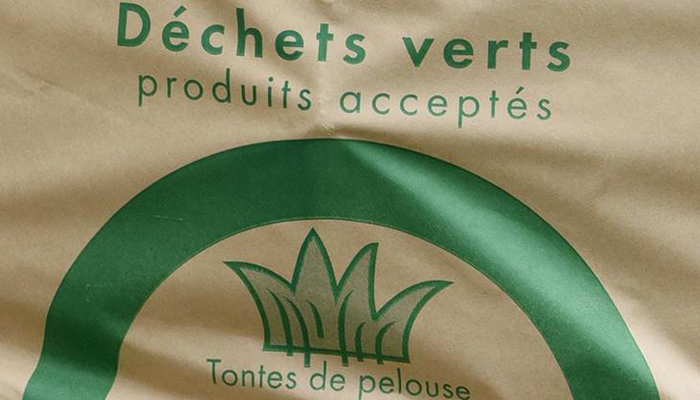 Déchets verts
produits acceptés
Tontes de pelouse